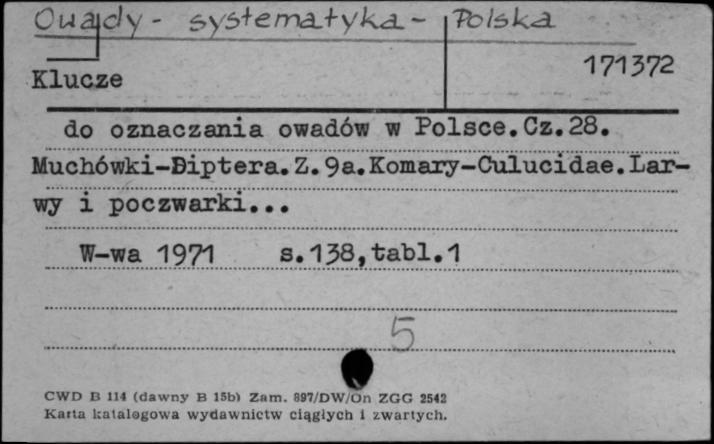 Owady - systematyka - Polska
171372
Klucze
do oznaczania owadów w Polsce.Cz.28.
Muchówki-Diptera.Z.9a.Komary-Culucidae.Lar-
wy i poczwarki...
W-wa 1971 s.138,tabl.1
5
CWD B 114 (dawny B 15b) Zam. 897/DW/On ZGG 2542
Karta katalogowa wydawnictw ciągłych i zwartych.